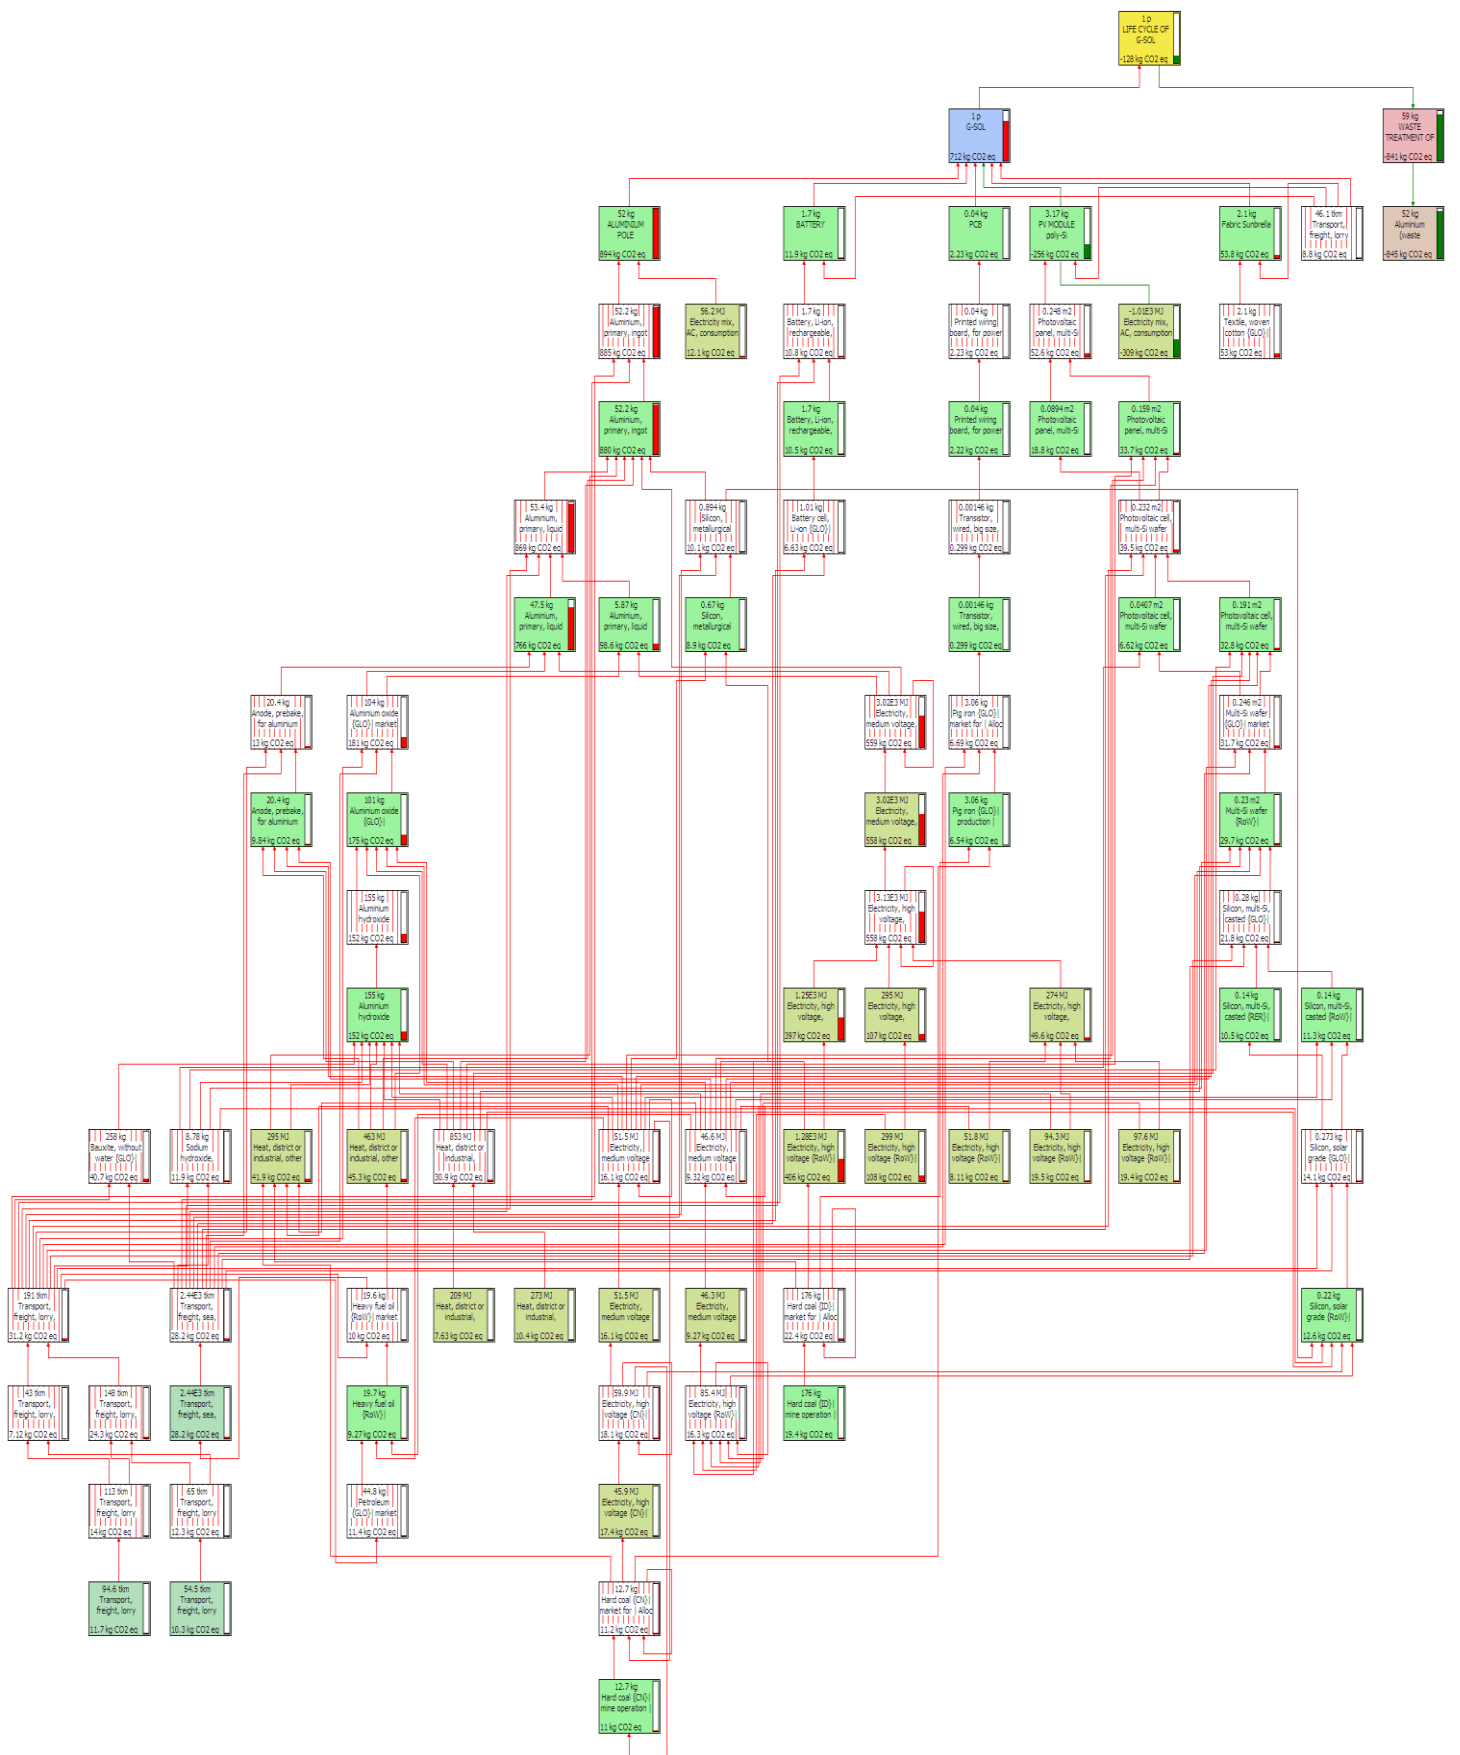 1 p
LIFE CYCLE OF
G-SOL
-128 kg CO2 eq
1 p
G-SOL
712 kg CO2 eq
59 kg
WASTE
TREATMENT OF
-841 kg CO2 eq
52 kg
ALUMINIUM
POLE
894 kg CO2 eq
1.7 kg
BATTERY
11.9 kg CO2 eq
0.04 kg
PCB
2.23 kg CO2 eq
3.17 kg
PV MODULE
poly-Si
-256 kg CO2 eq
2.1 kg
Fabric Sunbrella
53.8 kg CO2 eq
46.1 tkm
Transport,
freight, lorry
8.8 kg CO2 eq
52 kg
Aluminium
(waste
-845 kg CO2 eq
52.2 kg
Aluminium,
primary, ingot
885 kg CO2 eq
56.2 MJ
Electricity mix,
AC, consumption
12.1 kg CO2 eq
1.7 kg
Battery, Li-ion,
rechargeable,
10.8 kg CO2 eq
0.04 kg
Printed wiring
board, for power
2.23 kg CO2 eq
0.248 m2
Photovoltaic
panel, multi-Si
52.6 kg CO2 eq
-1.01E3 MJ
Electricity mix,
AC, consumption
-309 kg CO2 eq
2.1 kg
Textile, woven
cotton {GLO}|
53 kg CO2 eq
52.2 kg
Aluminium,
primary, ingot
880 kg CO2 eq
1.7 kg
Battery, Li-ion,
rechargeable,
10.5 kg CO2 eq
0.04 kg
Printed wiring
board, for power
2.22 kg CO2 eq
0.0894 m2
Photovoltaic
panel, multi-Si
18.8 kg CO2 eq
0.159 m2
Photovoltaic
panel, multi-Si
33.7 kg CO2 eq
53.4 kg
Aluminium,
primary, liquid
869 kg CO2 eq
0.894 kg
Silicon,
metallurgical
10.1 kg CO2 eq
1.01 kg
Battery cell,
Li-ion {GLO}|
6.63 kg CO2 eq
0.00146 kg
Transistor,
wired, big size,
0.299 kg CO2 eq
0.232 m2
Photovoltaic cell,
multi-Si wafer
39.5 kg CO2 eq
47.5 kg
Aluminium,
primary, liquid
766 kg CO2 eq
5.87 kg
Aluminium,
primary, liquid
98.6 kg CO2 eq
0.67 kg
Silicon,
metallurgical
8.9 kg CO2 eq
0.00146 kg
Transistor,
wired, big size,
0.299 kg CO2 eq
0.0407 m2
Photovoltaic cell,
multi-Si wafer
6.62 kg CO2 eq
0.191 m2
Photovoltaic cell,
multi-Si wafer
32.8 kg CO2 eq
20.4 kg
Anode, prebake,
for aluminium
13 kg CO2 eq
104 kg
Aluminium oxide
{GLO}| market
181 kg CO2 eq
3.02E3 MJ
Electricity,
medium voltage,
559 kg CO2 eq
3.06 kg
Pig iron {GLO}|
market for | Alloc
6.69 kg CO2 eq
0.246 m2
Multi-Si wafer
{GLO}| market
31.7 kg CO2 eq
20.4 kg
Anode, prebake,
for aluminium
9.84 kg CO2 eq
101 kg
Aluminium oxide
{GLO}|
175 kg CO2 eq
3.02E3 MJ
Electricity,
medium voltage,
558 kg CO2 eq
3.06 kg
Pig iron {GLO}|
production |
6.54 kg CO2 eq
0.23 m2
Multi-Si wafer
{RoW}|
29.7 kg CO2 eq
155 kg
Aluminium
hydroxide
152 kg CO2 eq
3.13E3 MJ
Electricity, high
voltage,
558 kg CO2 eq
0.28 kg
Silicon, multi-Si,
casted {GLO}|
21.8 kg CO2 eq
155 kg
Aluminium
hydroxide
152 kg CO2 eq
1.25E3 MJ
Electricity, high
voltage,
397 kg CO2 eq
295 MJ
Electricity, high
voltage,
107 kg CO2 eq
274 MJ
Electricity, high
voltage,
49.6 kg CO2 eq
0.14 kg
Silicon, multi-Si,
casted {RER}|
10.5 kg CO2 eq
0.14 kg
Silicon, multi-Si,
casted {RoW}|
11.3 kg CO2 eq
258 kg
Bauxite, without
water {GLO}|
40.7 kg CO2 eq
8.78 kg
Sodium
hydroxide,
11.9 kg CO2 eq
295 MJ
Heat, district or
industrial, other
41.9 kg CO2 eq
463 MJ
Heat, district or
industrial, other
45.3 kg CO2 eq
853 MJ
Heat, district or
industrial,
30.9 kg CO2 eq
51.5 MJ
Electricity,
medium voltage
16.1 kg CO2 eq
46.6 MJ
Electricity,
medium voltage
9.32 kg CO2 eq
1.28E3 MJ
Electricity, high
voltage {RoW}|
406 kg CO2 eq
299 MJ
Electricity, high
voltage {RoW}|
108 kg CO2 eq
51.8 MJ
Electricity, high
voltage {RoW}|
8.11 kg CO2 eq
94.3 MJ
Electricity, high
voltage {RoW}|
19.5 kg CO2 eq
97.6 MJ
Electricity, high
voltage {RoW}|
19.4 kg CO2 eq
0.273 kg
Silicon, solar
grade {GLO}|
14.1 kg CO2 eq
191 tkm
Transport,
freight, lorry,
31.2 kg CO2 eq
2.44E3 tkm
Transport,
freight, sea,
28.2 kg CO2 eq
19.6 kg
Heavy fuel oil
{RoW}| market
10 kg CO2 eq
209 MJ
Heat, district or
industrial,
7.63 kg CO2 eq
273 MJ
Heat, district or
industrial,
10.4 kg CO2 eq
51.5 MJ
Electricity,
medium voltage
16.1 kg CO2 eq
46.3 MJ
Electricity,
medium voltage
9.27 kg CO2 eq
176 kg
Hard coal {ID}|
market for | Alloc
22.4 kg CO2 eq
0.22 kg
Silicon, solar
grade {RoW}|
12.6 kg CO2 eq
43 tkm
Transport,
freight, lorry,
7.12 kg CO2 eq
148 tkm
Transport,
freight, lorry,
24.3 kg CO2 eq
2.44E3 tkm
Transport,
freight, sea,
28.2 kg CO2 eq
19.7 kg
Heavy fuel oil
{RoW}|
9.27 kg CO2 eq
59.9 MJ
Electricity, high
voltage {CN}|
18.1 kg CO2 eq
85.4 MJ
Electricity, high
voltage {RoW}|
16.3 kg CO2 eq
176 kg
Hard coal {ID}|
mine operation |
19.4 kg CO2 eq
113 tkm
Transport,
freight, lorry
14 kg CO2 eq
65 tkm
Transport,
freight, lorry
12.3 kg CO2 eq
44.8 kg
Petroleum
{GLO}| market
11.4 kg CO2 eq
45.9 MJ
Electricity, high
voltage {CN}|
17.4 kg CO2 eq
94.6 tkm
Transport,
freight, lorry
11.7 kg CO2 eq
54.5 tkm
Transport,
freight, lorry
10.3 kg CO2 eq
12.7 kg
Hard coal {CN}|
market for | Alloc
11.2 kg CO2 eq
12.7 kg
Hard coal {CN}|
mine operation |
11 kg CO2 eq